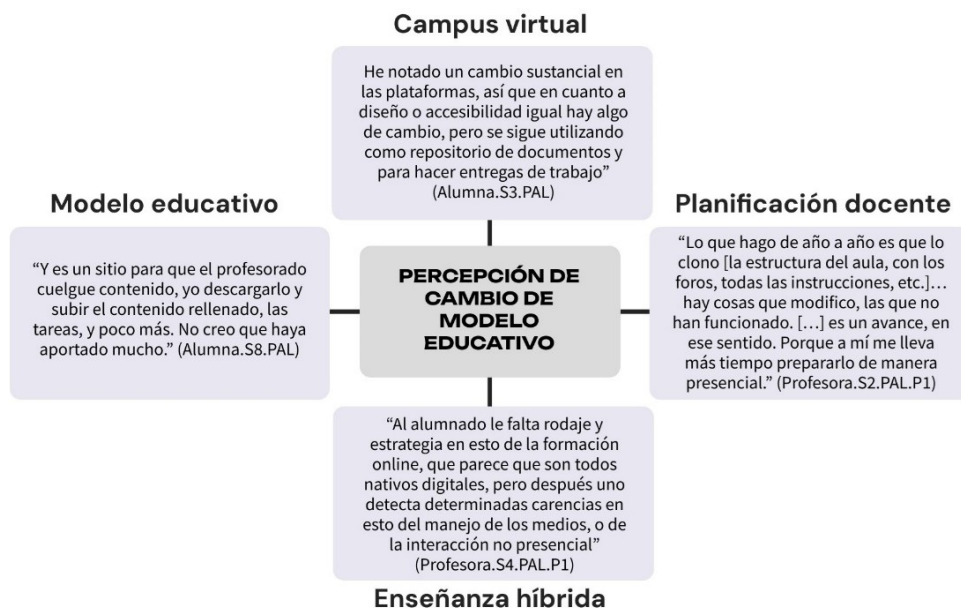 Campus virtual
He notado un cambio sustancial en
las plataformas, así que en cuanto a
diseño o accesibilidad igual hay algo
de cambio, pero se sigue utilizando
como repositorio de documentos y
para hacer entregas de trabajo”
(Alumna.S3.PAL)
Modelo educativo
“Y es un sitio para que el profesorado
cuelgue contenido, yo descargarlo y
subir el contenido rellenado, las
tareas, y poco más. No creo que haya
aportado mucho.” (Alumna.S8.PAL)
PERCEPCIÓN DE
CAMBIO DE
MODELO
EDUCATIVO
Planificación docente
“Lo que hago de año a año es que lo
clono [la estructura del aula, con los
foros, todas las instrucciones, etc.]...
hay cosas que modifico, las que no
han funcionado. [...] es un avance, en
ese sentido. Porque a mí me lleva
más tiempo prepararlo de manera
presencial.” (Profesora.S2.PAL.P1)
“Al alumnado le falta rodaje y
estrategia en esto de la formación
online, que parece que son todos
nativos digitales, pero después uno
detecta determinadas carencias en
esto del manejo de los medios, o de
la interacción no presencial”
(Profesora.S4.PAL.P1)
Enseñanza híbrida